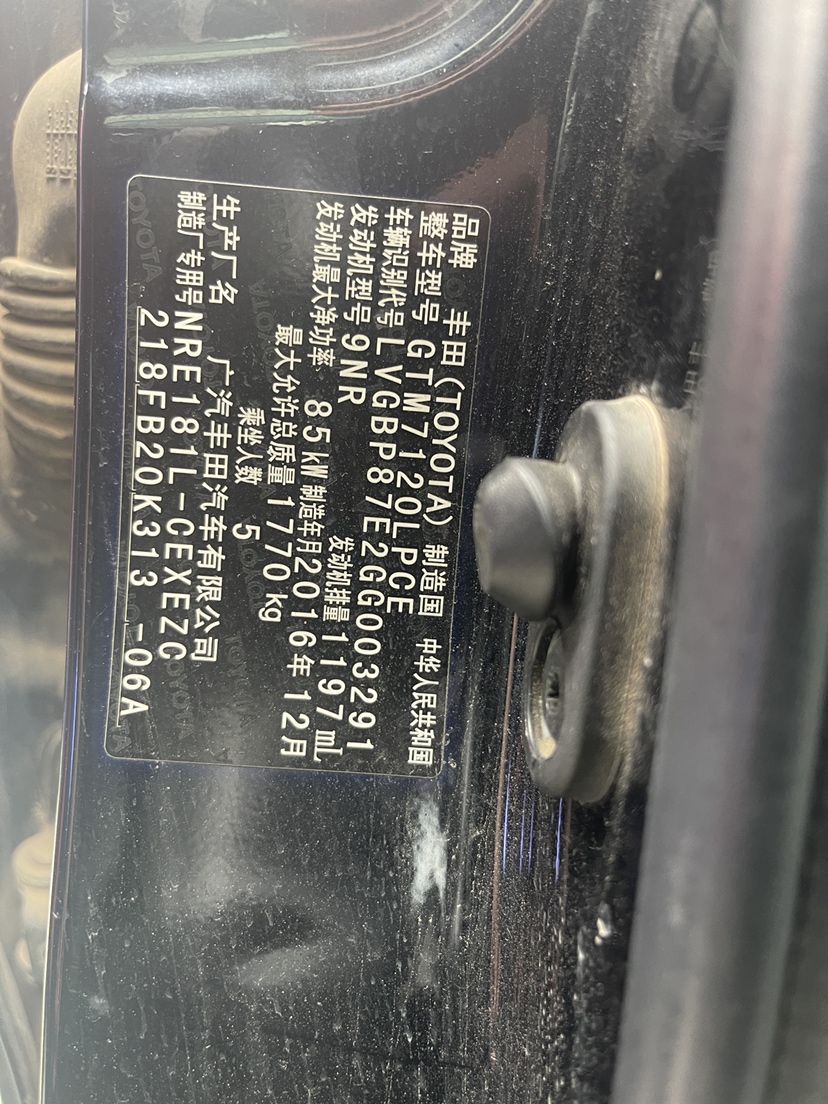 品牌 丰田(TOYOTA) 制造国 中华人民共和国
整车型号 GTM7120LPCE
车辆识别代号 LVGBP87E2GG003291
发动机型号 9NR 发动机排量 1197mL
发动机最大净功率 85kW 制造年月 2016年12月
最大允许总质量 1770kg
乘坐人数 5
生产厂名 广汽丰田汽车有限公司
制造厂专用号 NRE181L-CEXEZC
218FB20K313 -06A